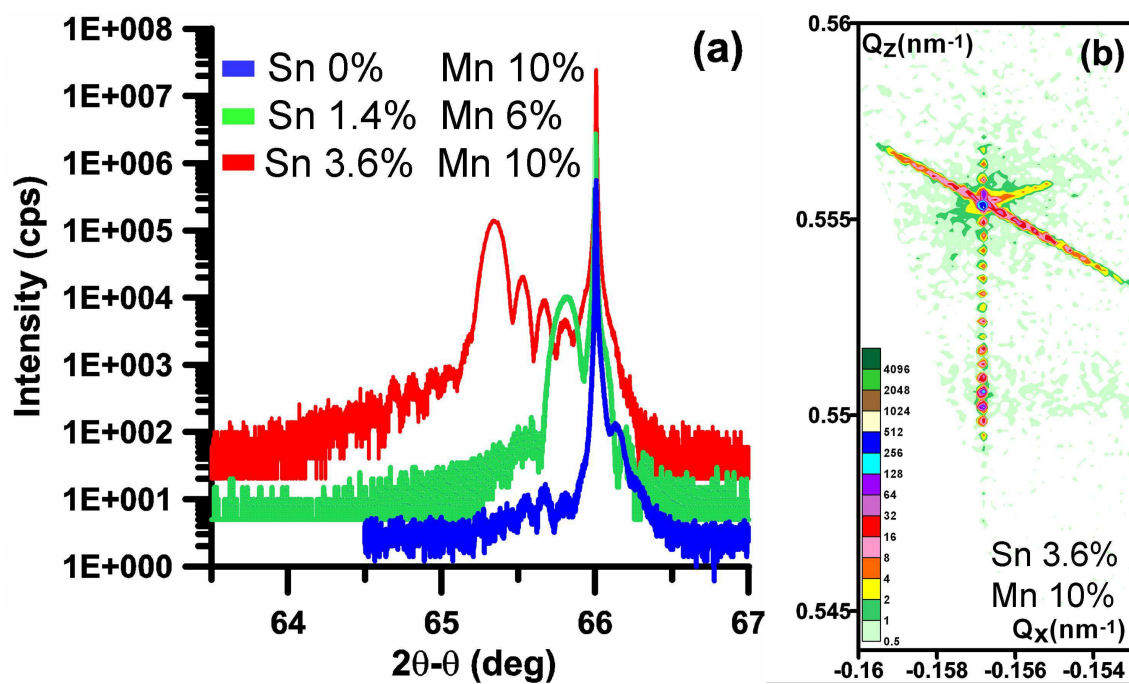 1E+008
1E+007
1E+006
1E+005
1E+004
1E+003
1E+002
1E+001
1E+000
Intensity (cps)
Sn 0% Mn 10%
Sn 1.4% Mn 6%
Sn 3.6% Mn 10%
(a)
64 65 66 67
2θ-θ (deg)
0.56
Qz(nm-1)
(b)
0.555
0.55
0.545
4096
2048
1024
512
256
128
64
32
16
8
4
2
1
0.5
Sn 3.6%
Mn 10%
Qx(nm-1)
-0.16 -0.158 -0.156 -0.154